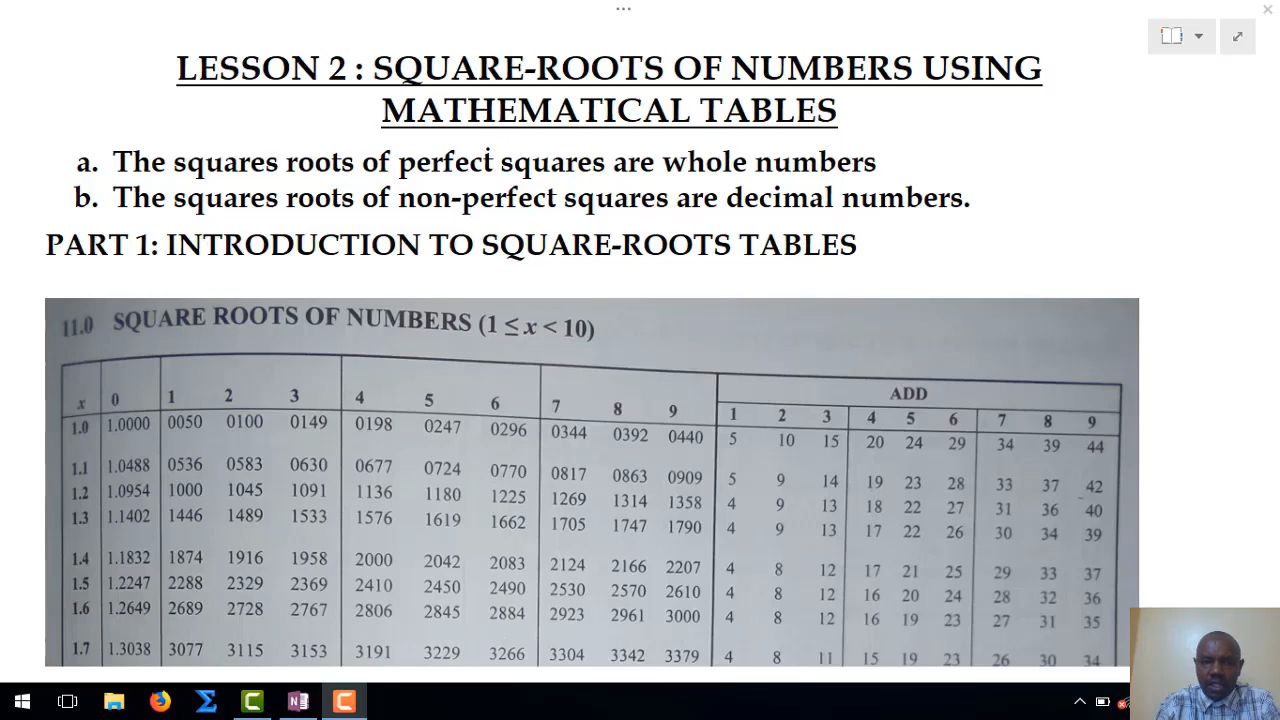 LESSON 2 : SQUARE-ROOTS OF NUMBERS USING
MATHEMATICAL TABLES
a. The squares roots of perfect squares are whole numbers
b. The squares roots of non-perfect squares are decimal numbers.
PART 1: INTRODUCTION TO SQUARE-ROOTS TABLES
11.0 SQUARE ROOTS OF NUMBERS (1 ≤ x < 10)
ADD
x 0 1 2 3 4 5 6 7 8 9 1 2 3 4 5 6 7 8 9
1.0 1.0000 0050 0100 0149 0198 0247 0296 0344 0392 0440 5 10 15 20 24 29 34 39 44
1.1 1.0488 0536 0583 0630 0677 0724 0770 0817 0863 0909 5 9 14 19 23 28 33 37 42
1.2 1.0954 1000 1045 1091 1136 1180 1225 1269 1314 1358 4 9 13 18 22 27 31 36 40
1.3 1.1402 1446 1489 1533 1576 1619 1662 1705 1747 1790 4 9 13 17 22 26 30 34 39
1.4 1.1832 1874 1916 1958 2000 2042 2083 2124 2166 2207 4 8 12 17 21 25 29 33 37
1.5 1.2247 2288 2329 2369 2410 2450 2490 2530 2570 2610 4 8 12 16 20 24 28 32 36
1.6 1.2649 2689 2728 2767 2806 2845 2884 2923 2961 3000 4 8 12 16 19 23 27 31 35
1.7 1.3038 3077 3115 3153 3191 3229 3266 3304 3342 3379 4 8 11 15 19 23 26 30 34